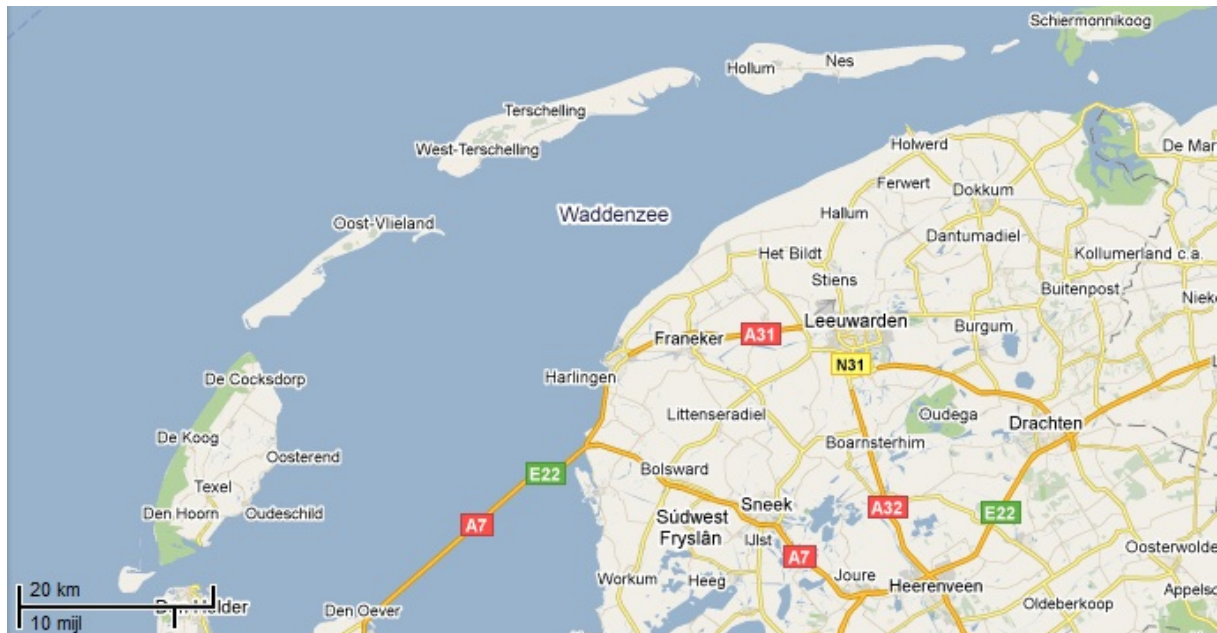 Schiermonnikoog
Hollum
Nes
Terschelling
West-Terschelling
Holwerd
De Mar
Ferwert
Dokkum
Waddenzee
Oost-Vlieland
Hallum
Dantumadiel
Het Bildt
Kollumerland c.a.
Stiens
Buitenpost
Nieke
Leeuwarden
Burgum
Franeker
A31
N31
L
De Cocksdorp
Harlingen
Littenseradiel
Oudega
Drachten
De Koog
Boarnsterhim
Oosterend
Bolsward
E22
Texel
Sneek
A32
Den Hoorn
Oudeschild
Súdwest
Fryslân
E22
A7
IJlst
A7
Oosterwolde
Workum
Heeg
Joure
Heerenveen
20 km
Appelsc
Den Helder
Den Oever
Oldeberkoop
10 mijl